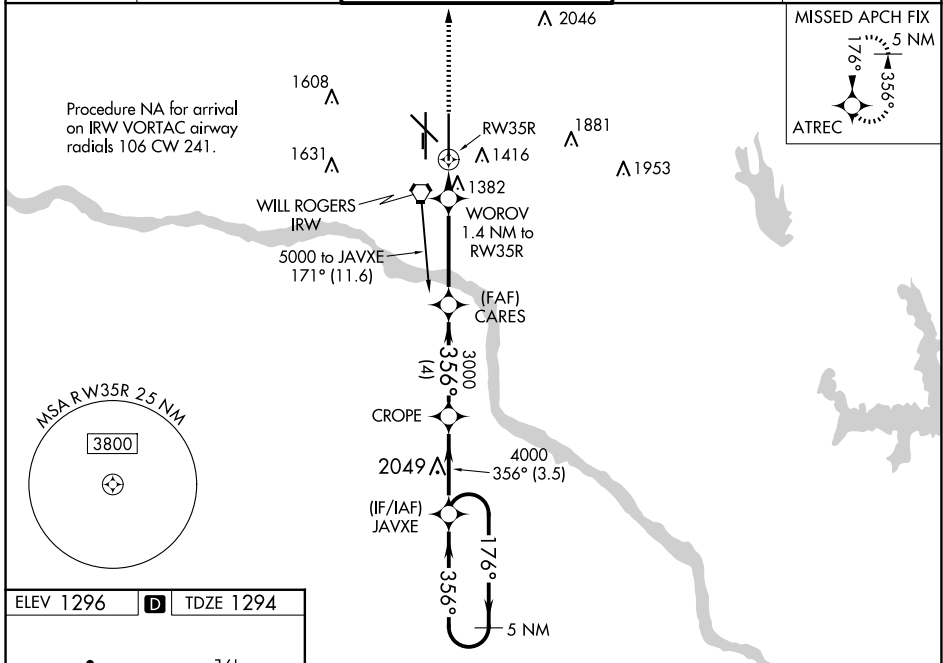 2046
MISSED APCH FIX
5 NM
176°
356°
ATREC
1608
Procedure NA for arrival
on IRW VORTAC airway
radials 106 CW 241.
RW35R
1881
1416
1631
1953
1382
WILL ROGERS
IRW
WOROV
1.4 NM to
RW35R
5000 to JAVXE
171° (11.6)
(FAF)
CARES
3000
356°
(4)
MSA RW35R 25 NM
3800
CROPE
2049
4000
356° (3.5)
(IF/IAF)
JAVXE
176°
356°
5 NM
ELEV 1296 D TDZE 1294